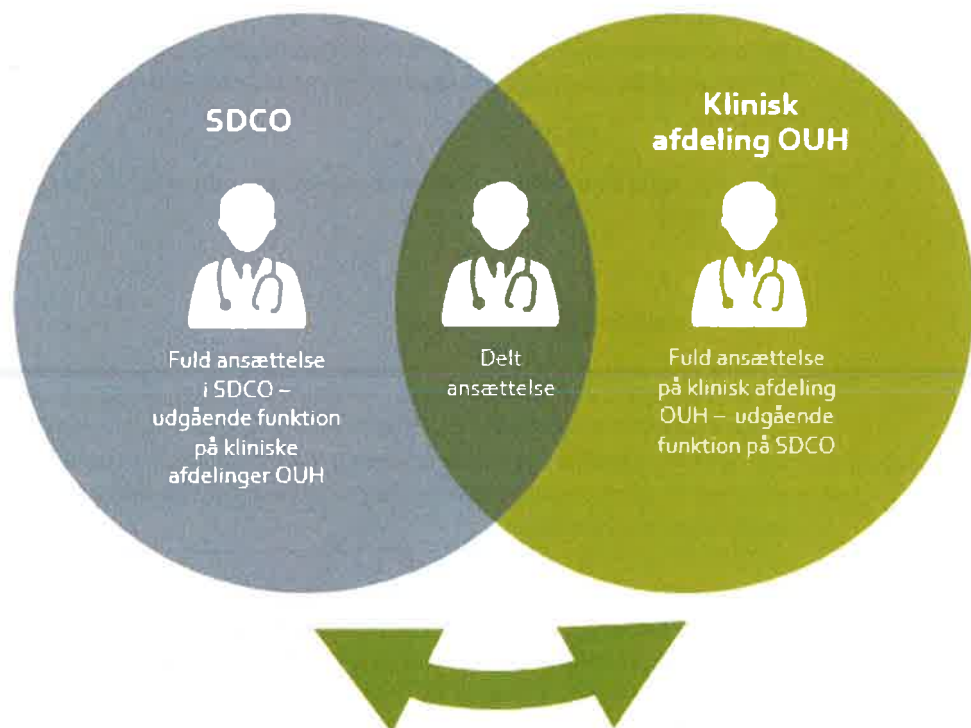 SDCO
Fuld ansættelse
i SDCO –
udgående funktion
på kliniske
afdelinger OUH
Delt
ansættelse
Klinisk
afdeling OUH
Fuld ansættelse
på klinisk afdeling
OUH – udgående
funktion på SDCO